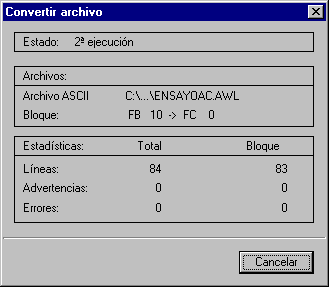 Convertir archivo
Estado: 2ª ejecución
Archivos:
Archivo ASCII C:\...\ENSAYOAC.AWL
Bloque: FB 10 -> FC 0
Estadísticas: Total Bloque
Líneas: 84 83
Advertencias: 0 0
Errores: 0 0
Cancelar